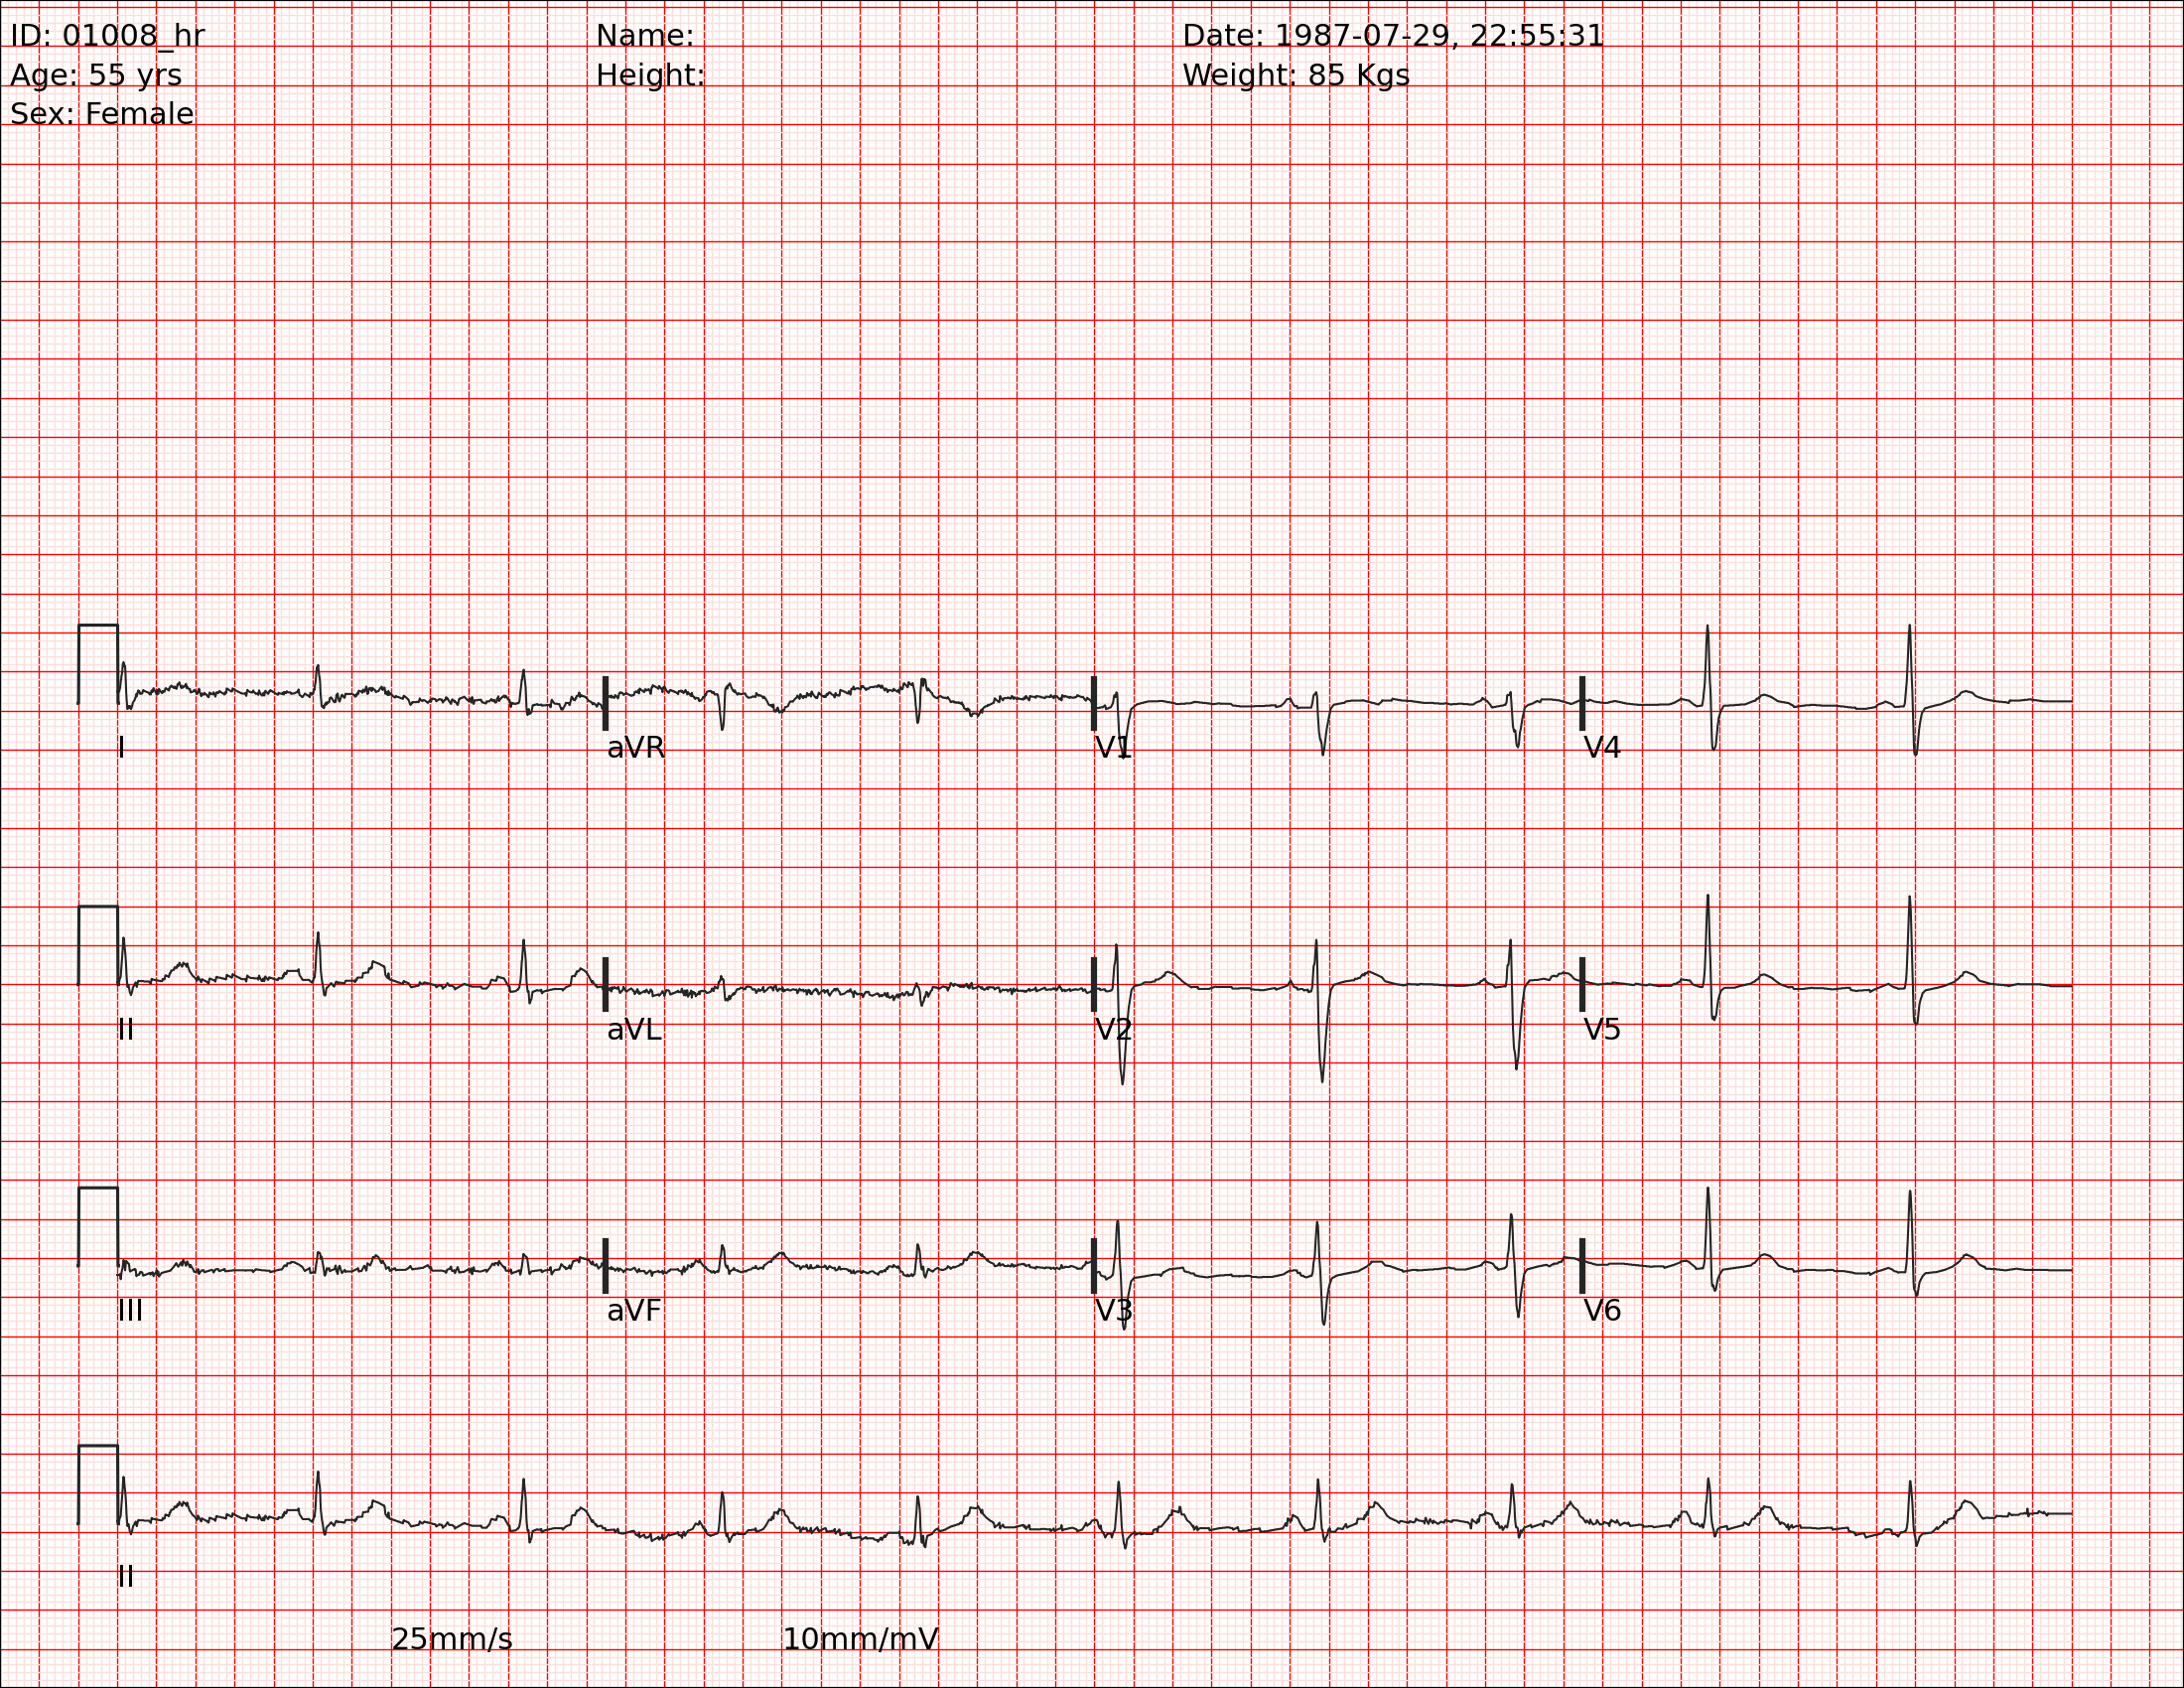 ID: 01008_hr
Name:
Date: 1987-07-29, 22:55:31
Age: 55 yrs
Height:
Weight: 85 Kgs
Sex: Female
I
aVR
V1
V4
II
aVL
V2
V5
III
aVF
V3
V6
II
25mm/s
10mm/mV